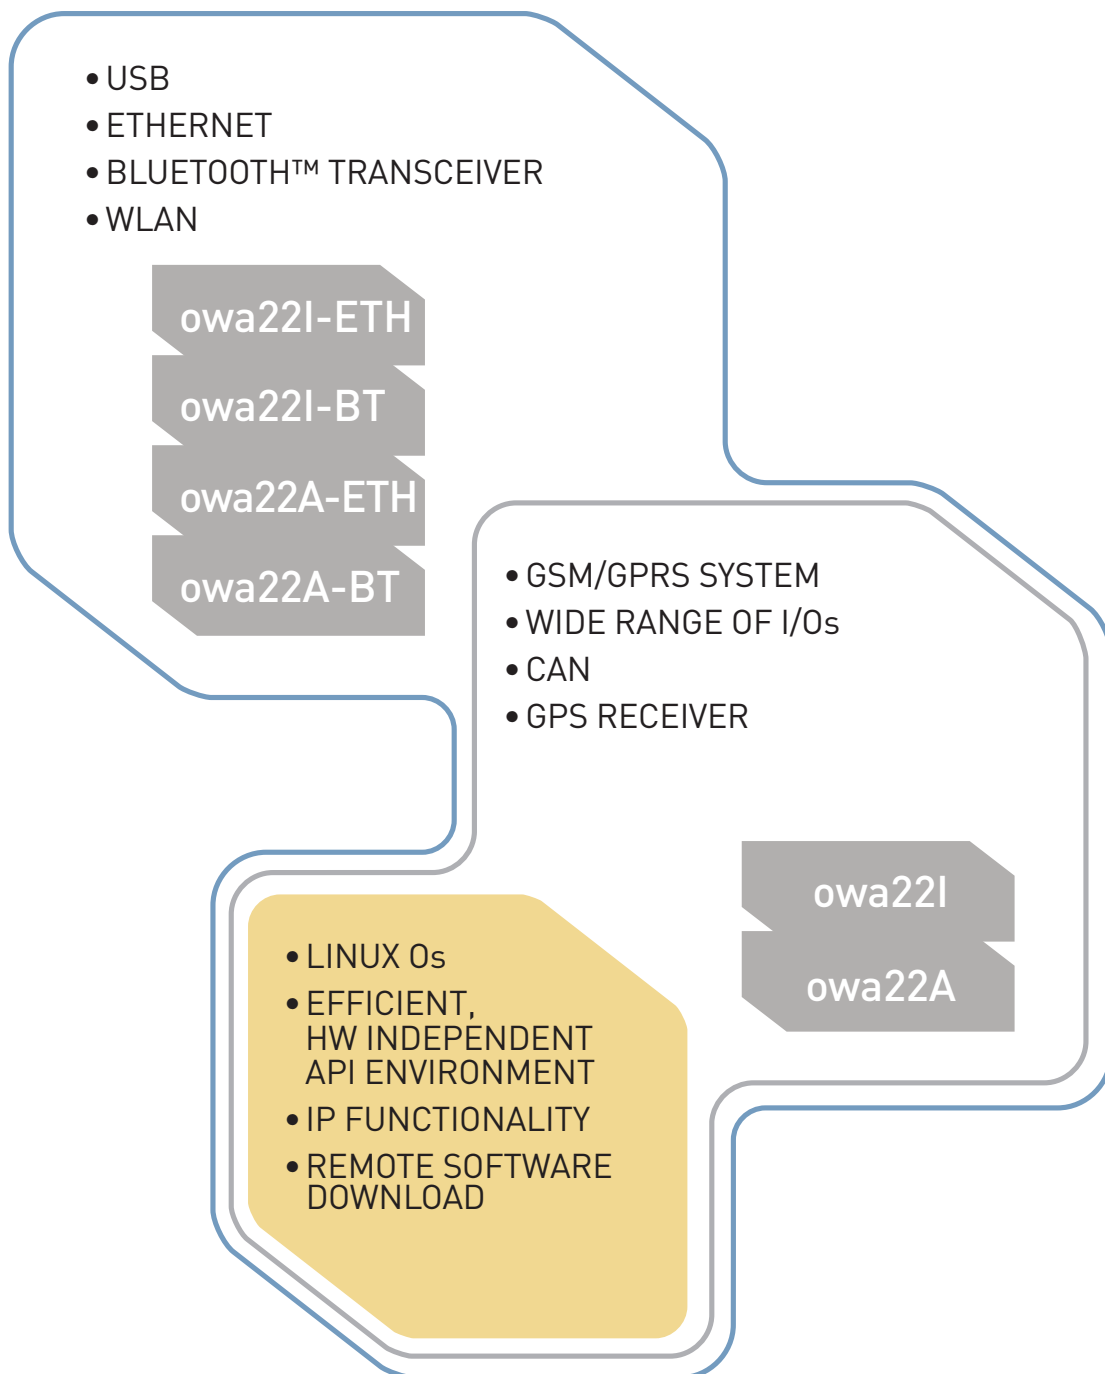 • USB
• ETHERNET
• BLUETOOTH™ TRANSCEIVER
• WLAN
owa22I-ETH
owa22I-BT
owa22A-ETH
owa22A-BT
• GSM/GPRS SYSTEM
• WIDE RANGE OF I/Os
• CAN
• GPS RECEIVER
owa22I
owa22A
• LINUX Os
• EFFICIENT,
HW INDEPENDENT
API ENVIRONMENT
• IP FUNCTIONALITY
• REMOTE SOFTWARE
DOWNLOAD